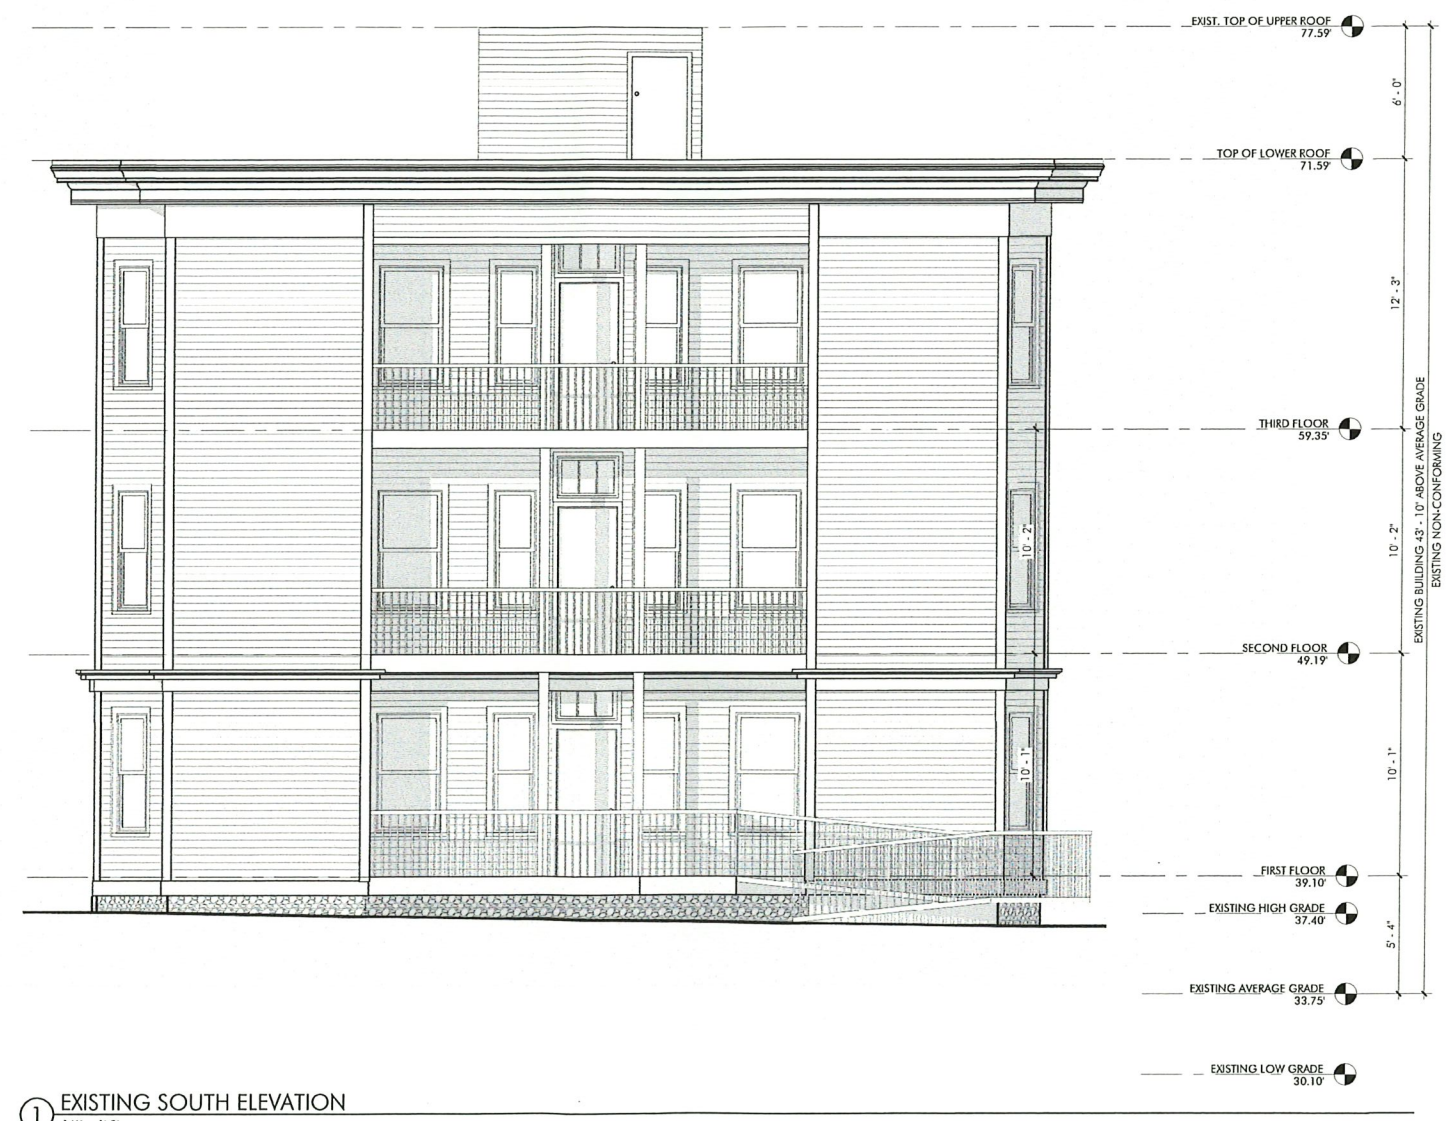 EXIST. TOP OF UPPER ROOF
77.59'
6' - 0"
TOP OF LOWER ROOF
71.59'
12' - 3"
THIRD FLOOR
59.35'
10' - 2"
10' - 2"
SECOND FLOOR
49.19'
10' - 1"
10' - 1"
FIRST FLOOR
39.10'
EXISTING HIGH GRADE
37.40'
5' - 4"
EXISTING AVERAGE GRADE
33.75'
EXISTING LOW GRADE
30.10'
EXISTING BUILDING 43' - 10" ABOVE AVERAGE GRADE
EXISTING NON-CONFORMING
1 EXISTING SOUTH ELEVATION